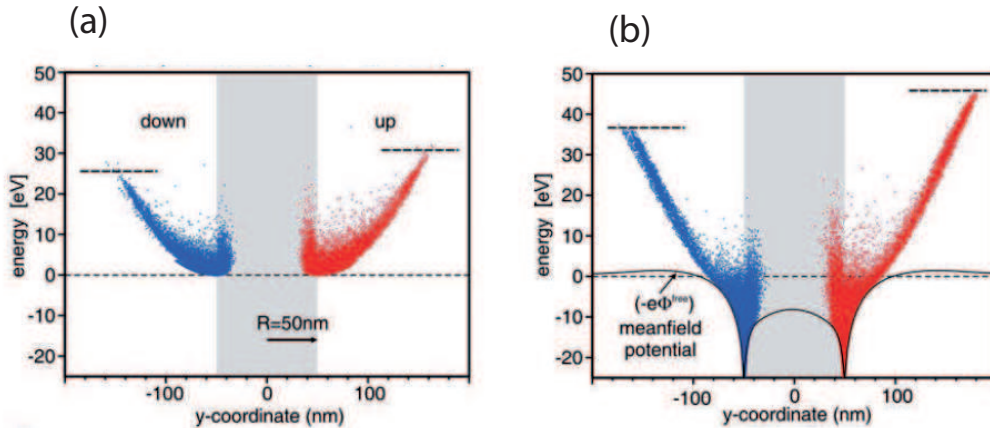 (a)
(b)
50
40
30
20
10
0
-10
-20
energy [eV]
down
up
R=50nm
-100
0
100
y-coordinate (nm)
50
40
30
20
10
0
-10
-20
energy [eV]
(-eΦfree)
meanfield
potential
-100
0
100
y-coordinate (nm)